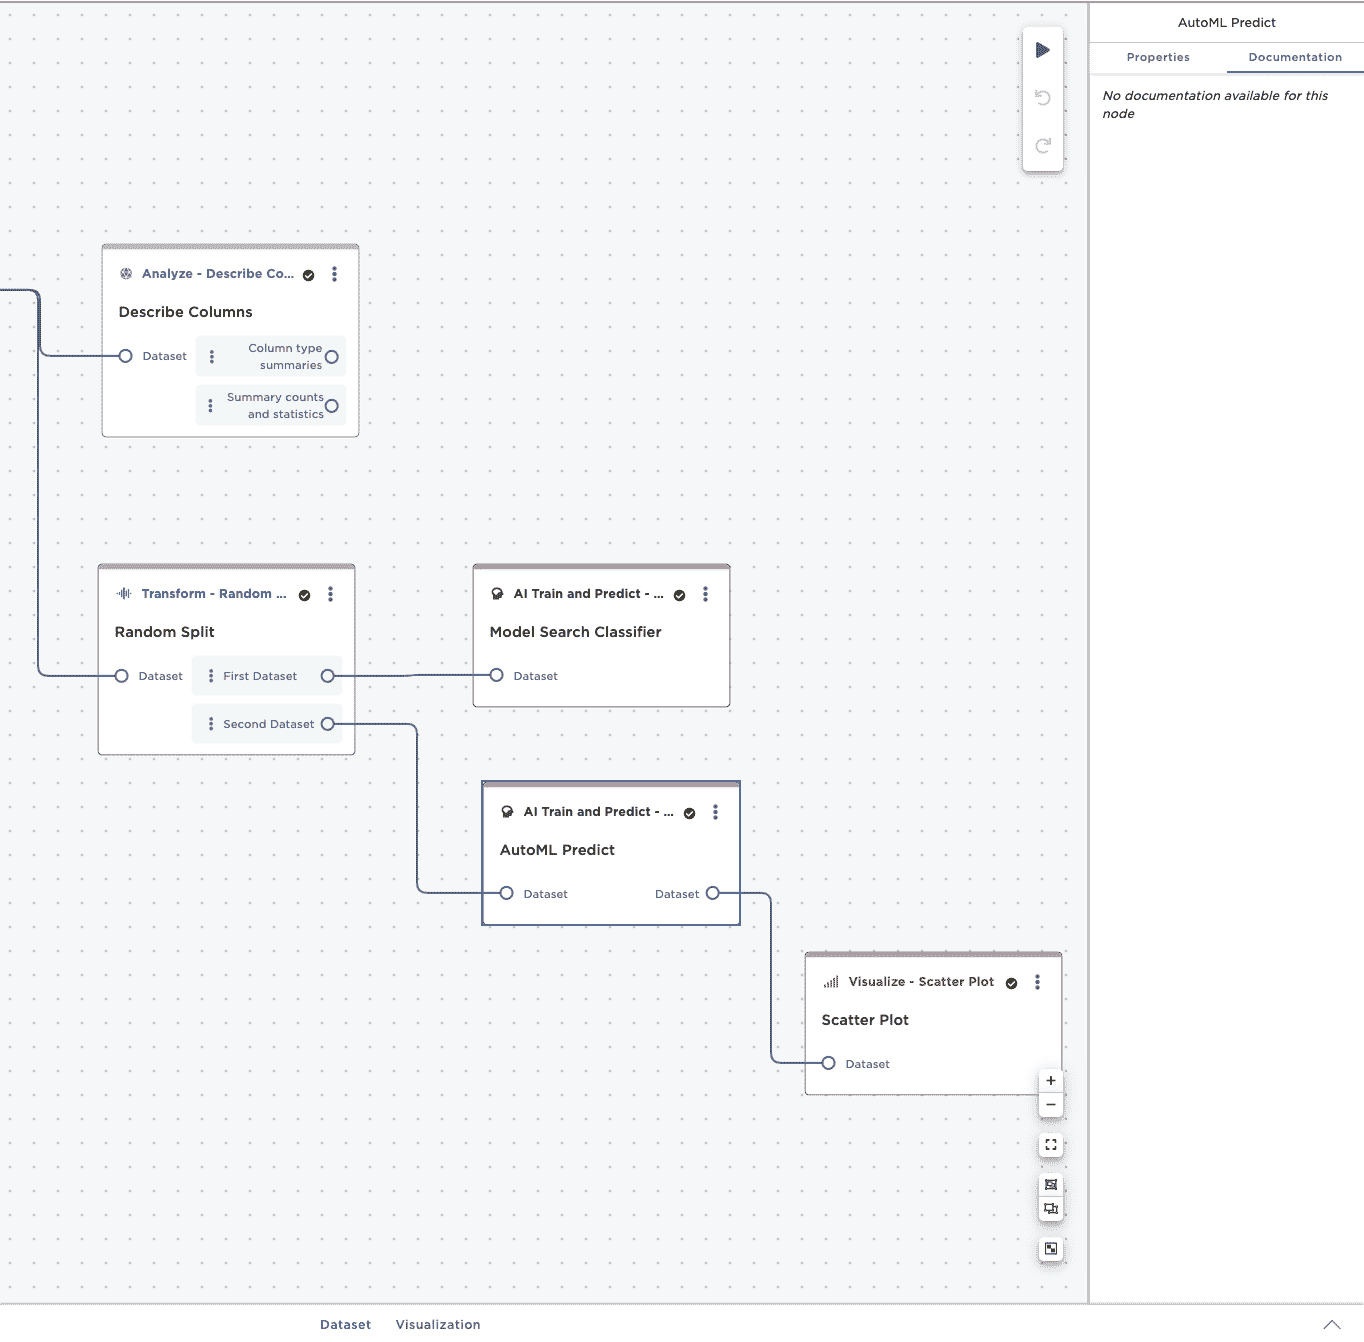 AutoML Predict
Properties
Documentation
No documentation available for this
node
Analyze - Describe Co...
Describe Columns
Dataset
Column type
summaries
Summary counts
and statistics
Transform - Random ...
Random Split
Dataset
First Dataset
Second Dataset
AI Train and Predict - ...
Model Search Classifier
Dataset
AI Train and Predict - ...
AutoML Predict
Dataset
Dataset
Visualize - Scatter Plot
Scatter Plot
Dataset
Dataset
Visualization